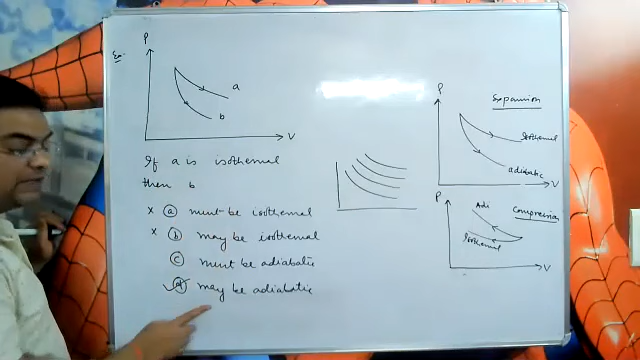 Ex
P
a
b
V
If a is isothermal
then b
x (a) must be isothermal
x (b) may be isothermal
(c) must be adiabatic
(d) may be adiabatic
P
Expansion
isothermal
adiabatic
V
P
Adi
Compression
Isothermal
V